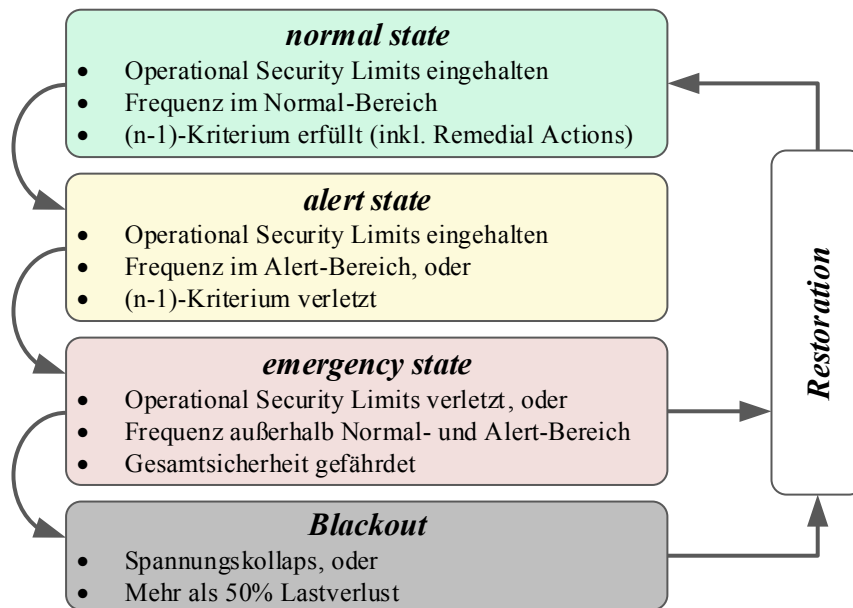 normal state
• Operational Security Limits eingehalten
• Frequenz im Normal-Bereich
• (n-1)-Kriterium erfüllt (inkl. Remedial Actions)
alert state
• Operational Security Limits eingehalten
• Frequenz im Alert-Bereich, oder
• (n-1)-Kriterium verletzt
emergency state
• Operational Security Limits verletzt, oder
• Frequenz außerhalb Normal- und Alert-Bereich
• Gesamtsicherheit gefährdet
Blackout
• Spannungskollaps, oder
• Mehr als 50% Lastverlust
Restoration